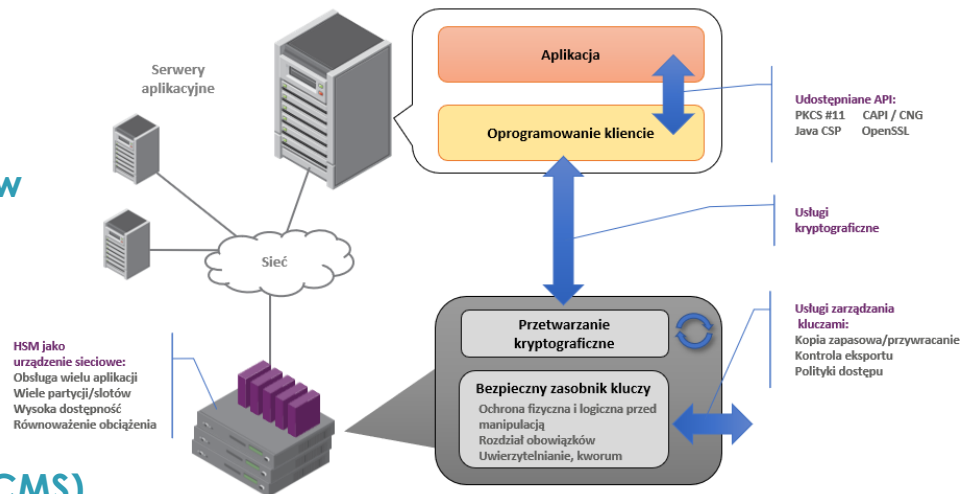 Serwery
aplikacyjne
Aplikacja
Oprogramowanie kliencie
Udostępniane API:
PKCS #11 CAPI / CNG
Java CSP OpenSSL
w
Sieć
Usługi
kryptograficzne
HSM jako
urządzenie sieciowe:
Obsługa wielu aplikacji
Wiele partycji/slotów
Wysoka dostępność
Równoważenie obciążenia
Przetwarzanie
kryptograficzne
Bezpieczny zasobnik kluczy
Ochrona fizyczna i logiczna przed
manipulacją
Rozdział obowiązków
Uwierzytelnianie, kworum
Usługi zarządzania
kluczami:
Kopia zapasowa/przywracanie
Kontrola eksportu
Polityki dostępu
CMS)